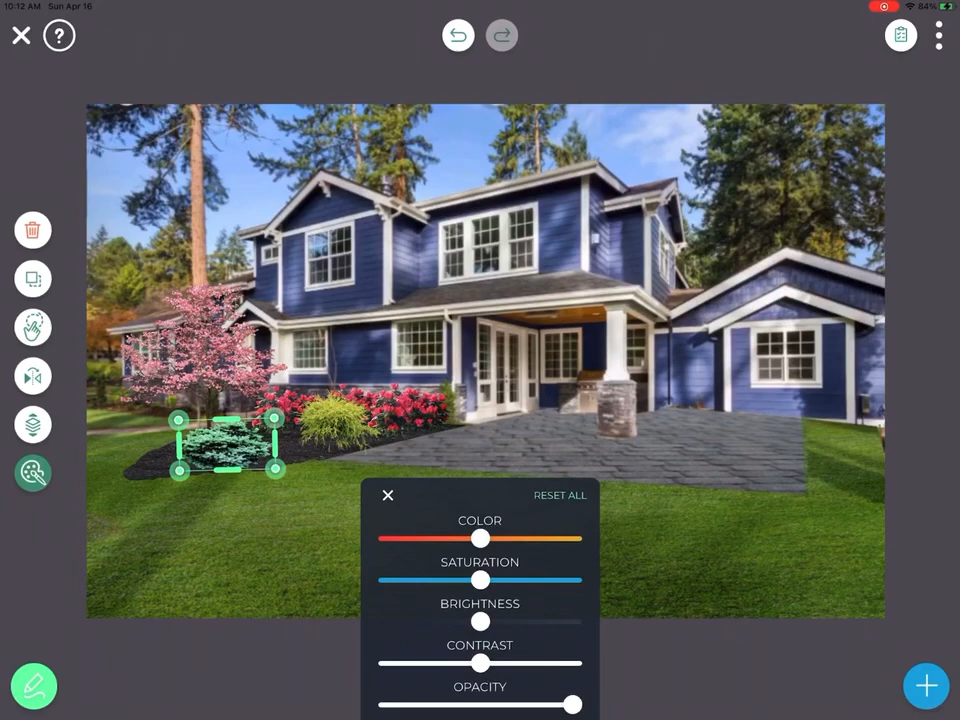 10:12 AM Sun Apr 16
84%
?
RESET ALL
COLOR
SATURATION
BRIGHTNESS
CONTRAST
OPACITY